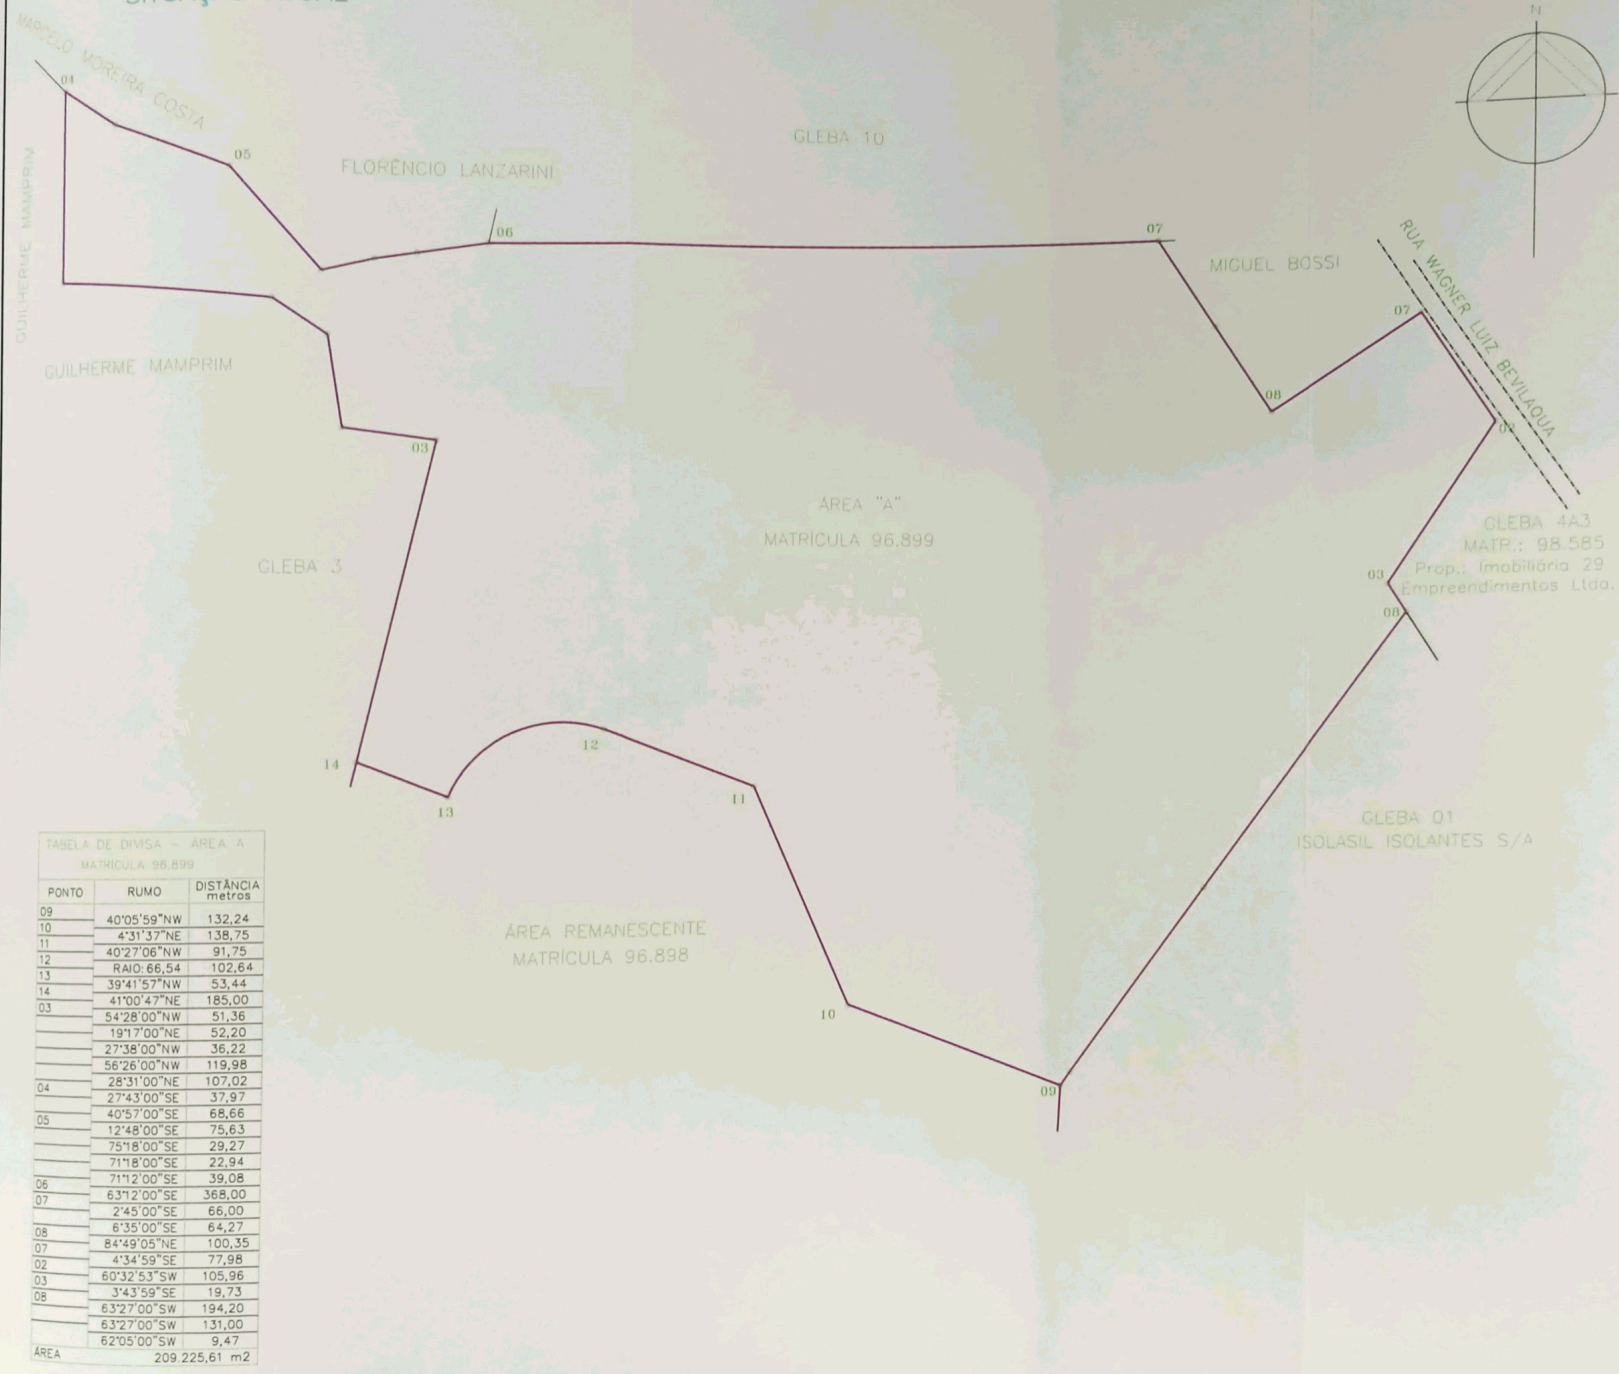 MARCELO MOREIRA COSTA
04
05
GUILHERME MAMPRIM
FLORÊNCIO LANZARINI
06
GLEBA 10
N
07
MIGUEL BOSSI
RUA WAGNER LUIZ BEVILAQUA
07
08
02
GUILHERME MAMPRIM
03
ÁREA "A"
MATRÍCULA 96.899
GLEBA 3
GLEBA 4A3
MATR.: 98.585
Prop.: Imobiliária 29
Empreendimentos Ltda.
03
08
14
13
12
11
GLEBA 01
ISOLASIL ISOLANTES S/A
ÁREA REMANESCENTE
MATRÍCULA 96.898
10
09
TABELA DE DIVISA - ÁREA A
MATRÍCULA 96.899
PONTO RUMO DISTÂNCIA metros
09
40°05'59"NW 132,24
10
4°31'37"NE 138,75
11
40°27'06"NW 91,75
12
RAIO: 66,54 102,64
13
39°41'57"NW 53,44
14
41°00'47"NE 185,00
03
54°28'00"NW 51,36
19°17'00"NE 52,20
27°38'00"NW 36,22
56°26'00"NW 119,98
28°31'00"NE 107,02
04
27°43'00"SE 37,97
40°57'00"SE 68,66
05
12°48'00"SE 75,63
75°18'00"SE 29,27
71°18'00"SE 22,94
71°12'00"SE 39,08
06
63°12'00"SE 368,00
07
2°45'00"SE 66,00
6°35'00"SE 64,27
08
84°49'05"NE 100,35
07
4°34'59"SE 77,98
02
60°32'53"SW 105,96
03
3°43'59"SE 19,73
08
63°27'00"SW 194,20
63°27'00"SW 131,00
62°05'00"SW 9,47
ÁREA 209.225,61 m2